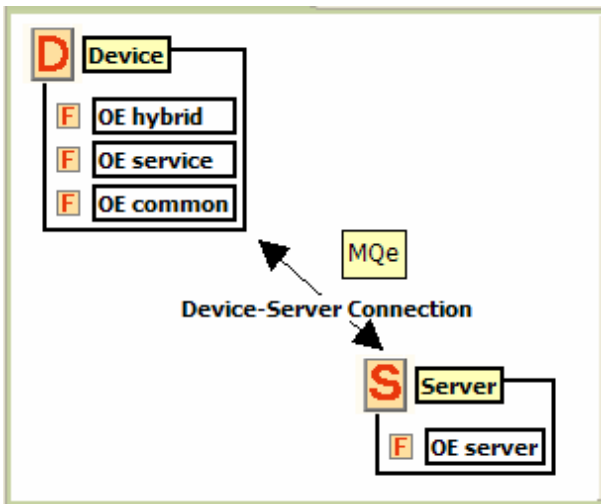 D Device
F OE hybrid
F OE service
F OE common
MQe
Device-Server Connection
S Server
F OE server